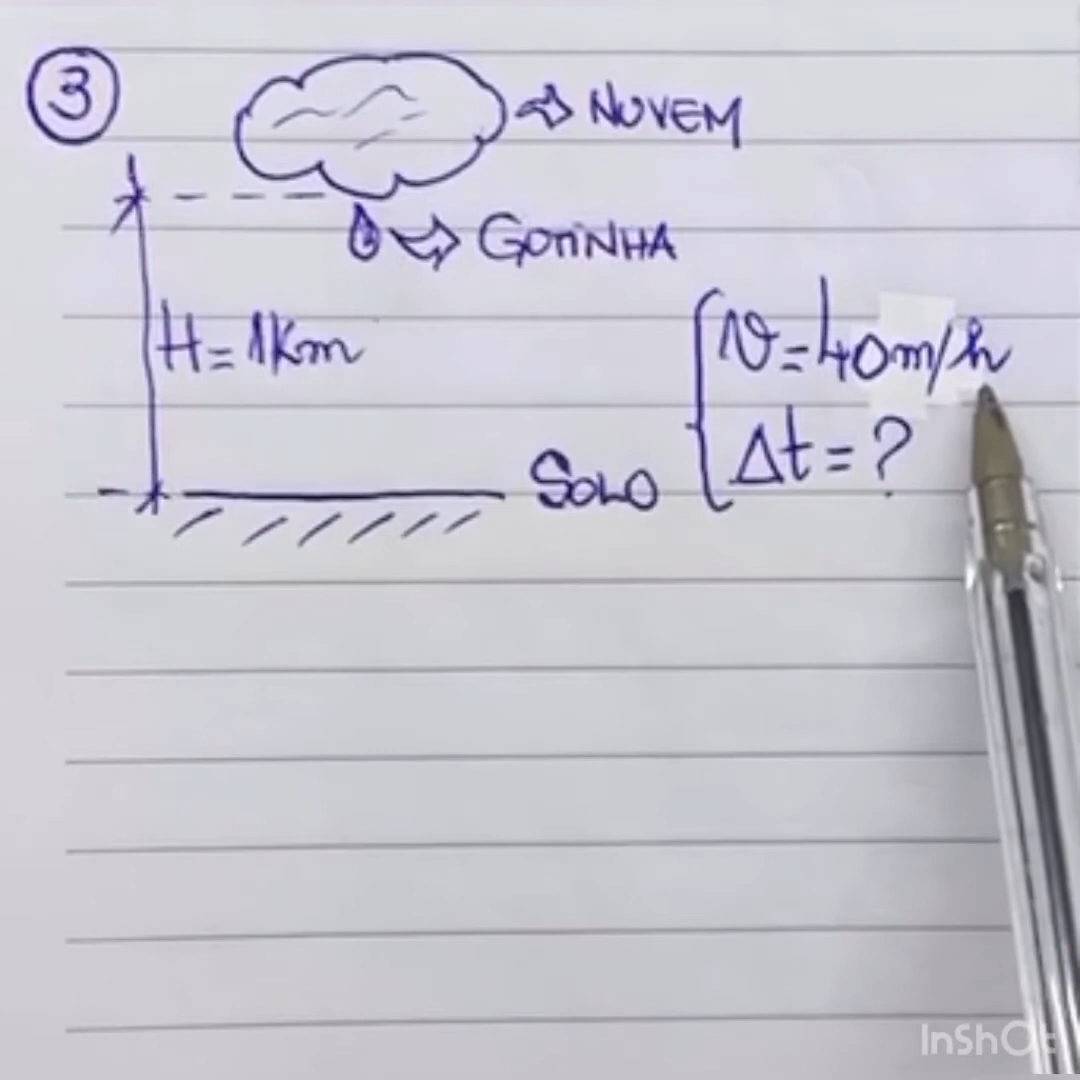 3
NUVEM
GOTINHA
H = 1Km
v = 40m/h
Δt = ?
SOLO
InShOt